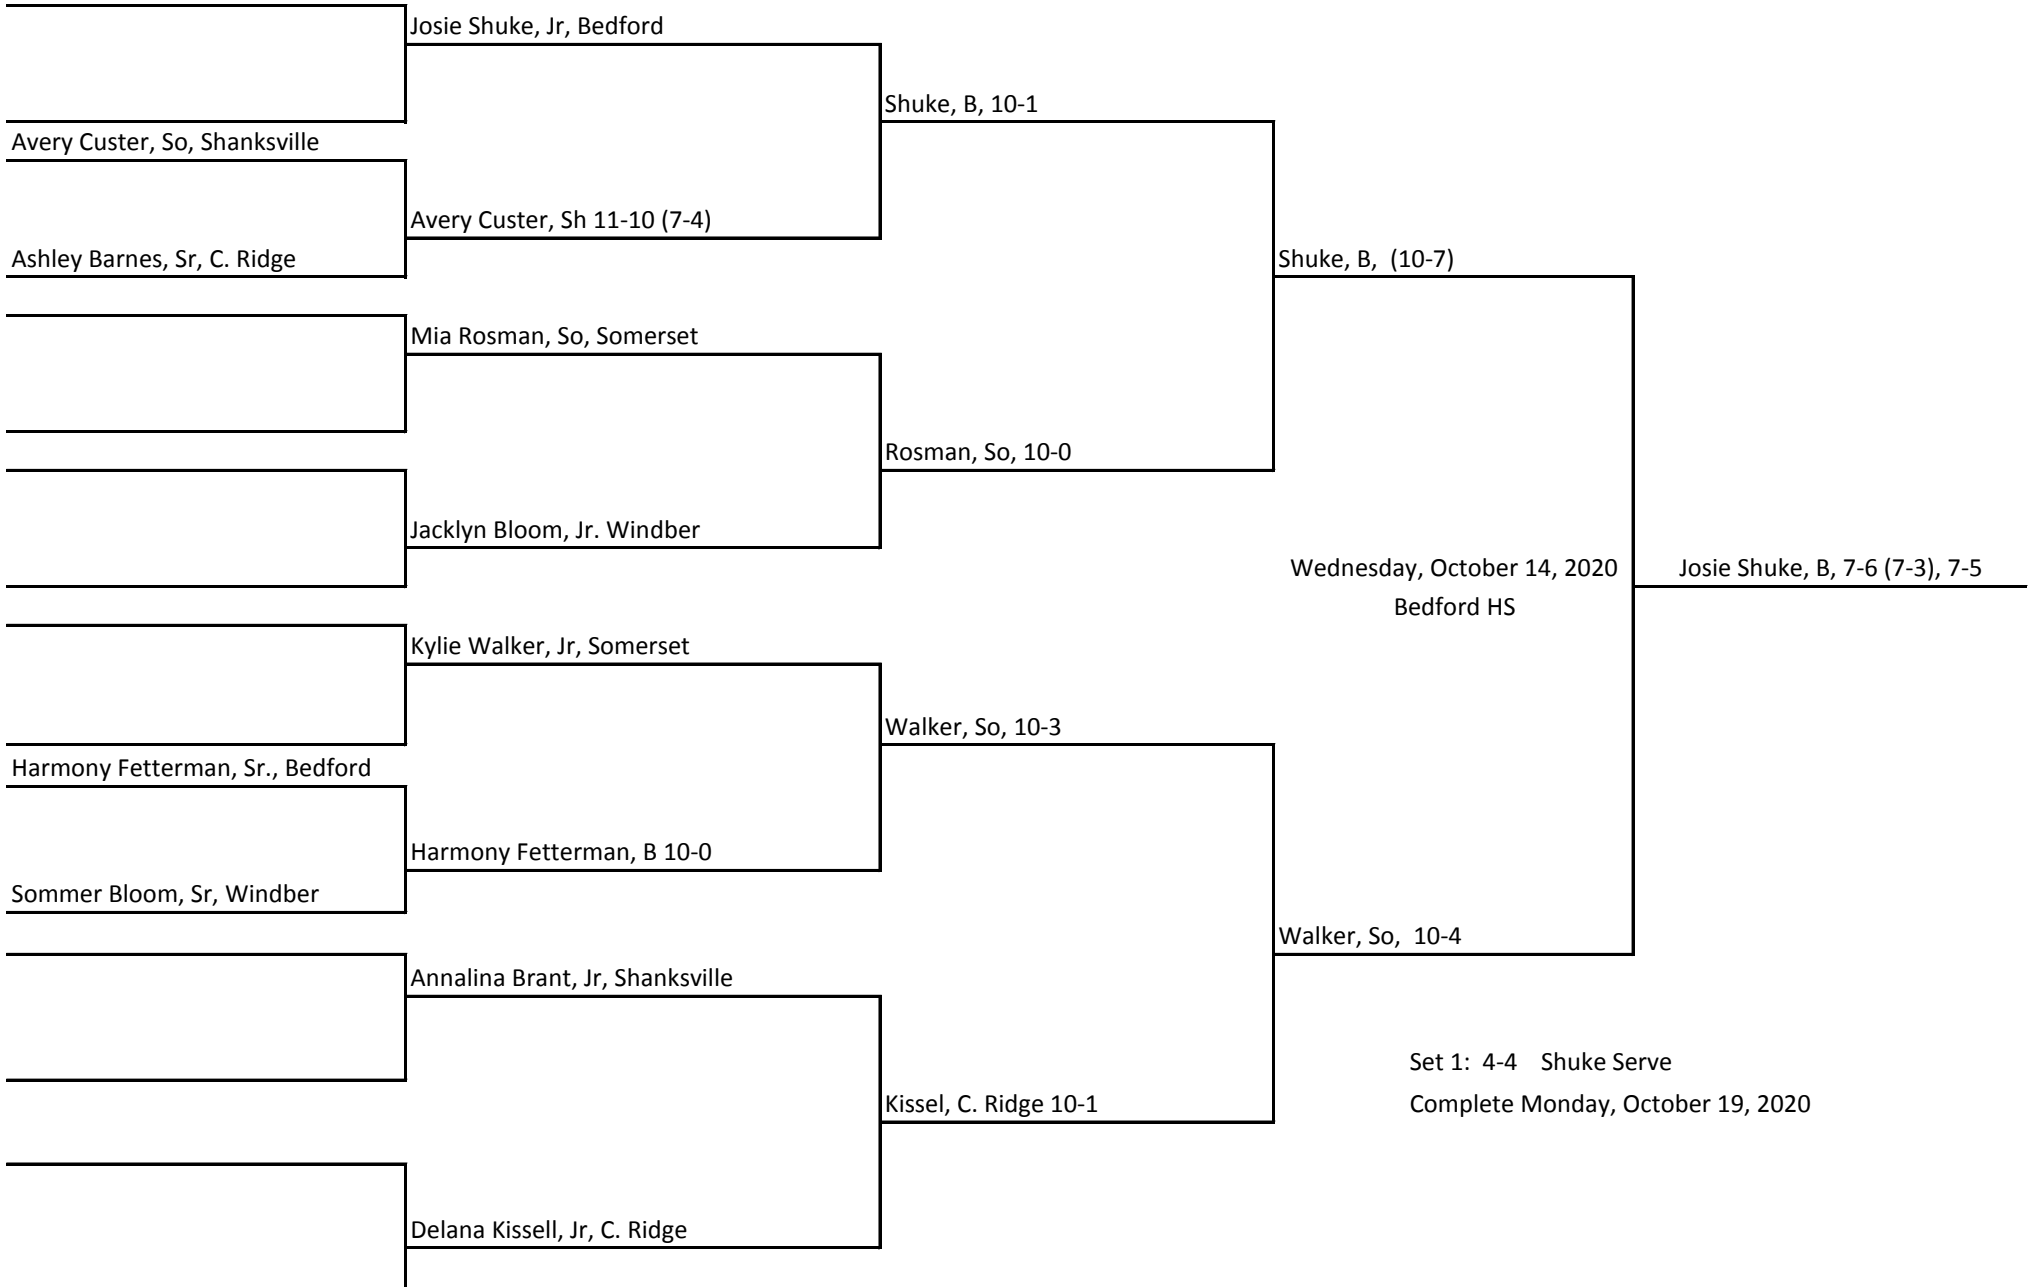 Josie Shuke, Jr, Bedford
Shuke, B, 10-1
Avery Custer, So, Shanksville
Avery Custer, Sh 11-10 (7-4)
Ashley Barnes, Sr, C. Ridge
Shuke, B,  (10-7)
Mia Rosman, So, Somerset
Rosman, So, 10-0
Jacklyn Bloom, Jr. Windber
Wednesday, October 14, 2020
Bedford HS
Josie Shuke, B, 7-6 (7-3), 7-5
Kylie Walker, Jr, Somerset
Walker, So, 10-3
Harmony Fetterman, Sr., Bedford
Harmony Fetterman, B 10-0
Sommer Bloom, Sr, Windber
Walker, So,  10-4
Annalina Brant, Jr, Shanksville
Set 1:  4-4    Shuke Serve
Complete Monday, October 19, 2020
Kissel, C. Ridge 10-1
Delana Kissell, Jr, C. Ridge